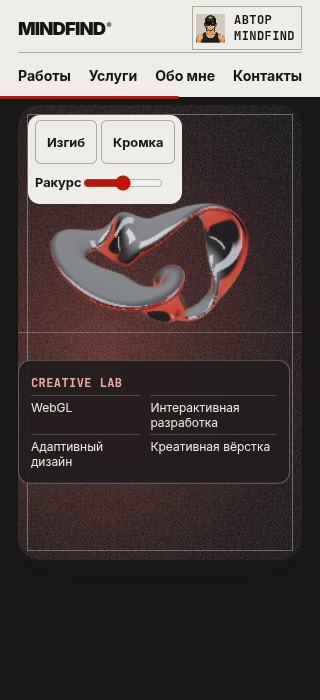 MINDFIND®
АВТОР
MINDFIND
Работы Услуги Обо мне Контакты
Изгиб Кромка
Ракурс
CREATIVE LAB
WebGL
Интерактивная
разработка
Адаптивный
дизайн
Креативная вёрстка